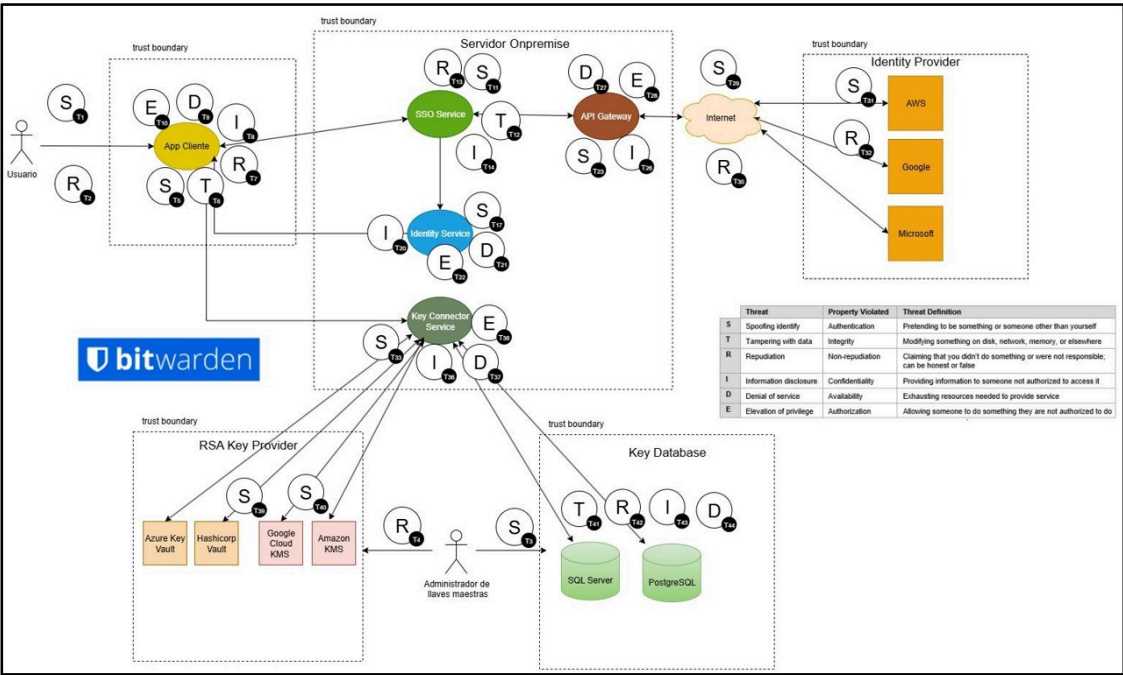 trust boundary
Servidor Onpremise
trust boundary
trust boundary
Identity Provider
S
T1
R
T2
Usuario
E
T10
D
T9
I
T8
App Cliente
R
T7
S
T5
T
T6
R
T13
S
T11
SSO Service
T
T12
I
T14
D
T27
E
T28
API Gateway
S
T23
I
T26
S
T29
Internet
R
T30
S
T31
AWS
R
T32
Google
Microsoft
I
T20
Identity Service
S
T17
D
T21
E
T22
Key Connector
Service
S
T33
E
T38
I
T36
D
T37
bitwarden
Threat Property Violated Threat Definition
S Spoofing identify Authentication Pretending to be something or someone other than yourself
T Tampering with data Integrity Modifying something on disk, network, memory, or elsewhere
R Repudiation Non-repudiation Claiming that you didn't do something or were not responsible;
can be honest or false
I Information disclosure Confidentiality Providing information to someone not authorized to access it
D Denial of service Availability Exhausting resources needed to provide service
E Elevation of privilege Authorization Allowing someone to do something they are not authorized to do
trust boundary
RSA Key Provider
S
T39
S
T40
Azure Key
Vault
Hashicorp
Vault
Google
Cloud
KMS
Amazon
KMS
R
T4
S
T3
Administrador de
llaves maestras
trust boundary
Key Database
T
T41
R
T42
I
T43
D
T44
SQL Server
PostgreSQL